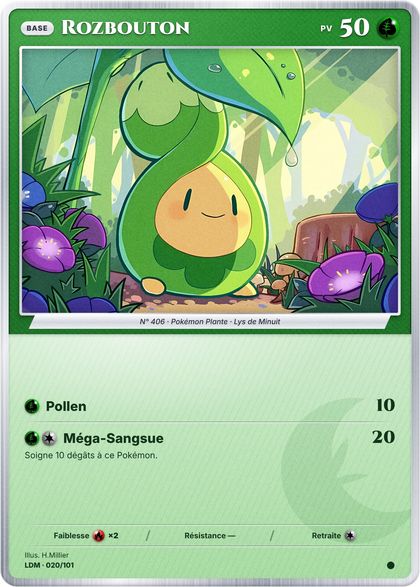 BASE ROZBOUTON PV 50
N° 406 · Pokémon Plante · Lys de Minuit
Pollen 10
Méga-Sangsue 20
Soigne 10 dégâts à ce Pokémon.
Faiblesse ×2 / Résistance — / Retraite
Illus. H.Millier
LDM · 020/101